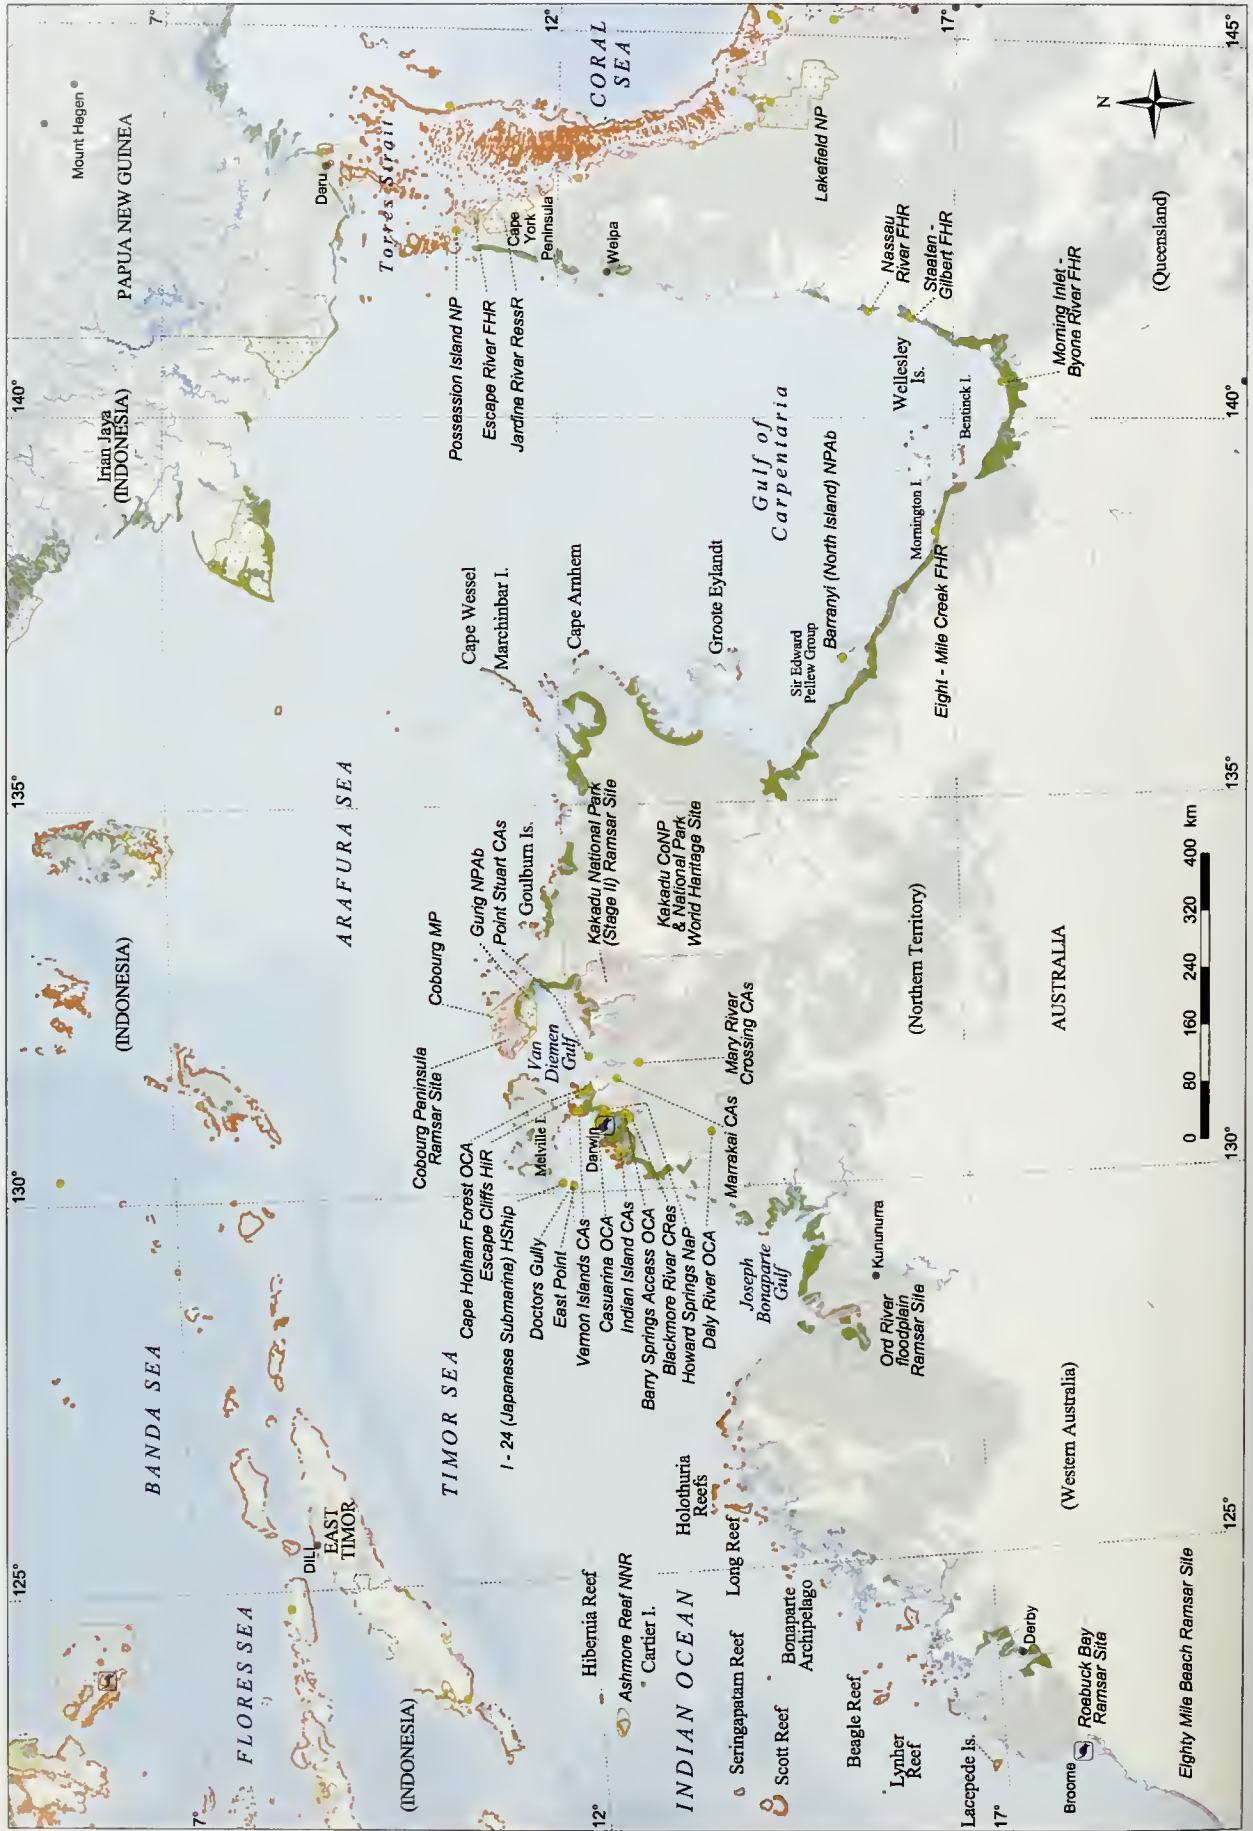 125°
130°
135°
140°
7°
BANDA SEA
(INDONESIA)
Irian Jaya
(INDONESIA)
PAPUA NEW GUINEA
Mount Hagen
7°
FLORES SEA
DILI
EAST
TIMOR
ARAFURA SEA
Daru
Torres Strait
(INDONESIA)
TIMOR SEA
Cobourg Peninsula
Ramsar Site
Cobourg MP
Gurig NPAb
Point Stuart CAs
Goulburn Is.
Cape Wessel
Marchinbar I.
Cape Arnhem
Possession Island NP
Escape River FHR
Jardine River RessR
Cape
York
Peninsula
Cape Hotham Forest OCA
Escape Cliffs HiR
I - 24 (Japanese Submarine) HShip
Doctors Gully
East Point
Vernon Islands CAs
Casuarina OCA
Indian Island CAs
Barry Springs Access OCA
Blackmore River CRes
Howard Springs NaP
Daly River OCA
Melville I.
Van
Diemen
Gulf
Darwin
Kakadu National Park
(Stage II) Ramsar Site
Kakadu CoNP
& National Park
World Heritage Site
Mary River
Crossing CAs
Marrakai CAs
12°
Hibernia Reef
Ashmore Reef NNR
Cartier I.
12°
CORAL
SEA
Weipa
INDIAN OCEAN
Holothuria
Reefs
Long Reef
Seringapatam Reef
Scott Reef
Bonaparte
Archipelago
Joseph
Bonaparte
Gulf
Groote Eylandt
Gulf of
Carpentaria
Sir Edward
Pellew Group
Barranyi (North Island) NPAb
Lakefield NP
Beagle Reef
Lynher
Reef
Lacepede Is.
Kununurra
Ord River
floodplain
Ramsar Site
Mornington I.
Wellesley
Is.
Bentinck I.
Eight - Mile Creek FHR
Nassau
River FHR
Staaten -
Gilbert FHR
Morning Inlet -
Byone River FHR
17°
17°
Derby
Broome
Roebuck Bay
Ramsar Site
Eighty Mile Beach Ramsar Site
(Western Australia)
(Northern Territory)
AUSTRALIA
(Queensland)
N
0 80 160 240 320 400 km
125°
130°
135°
140°
145°